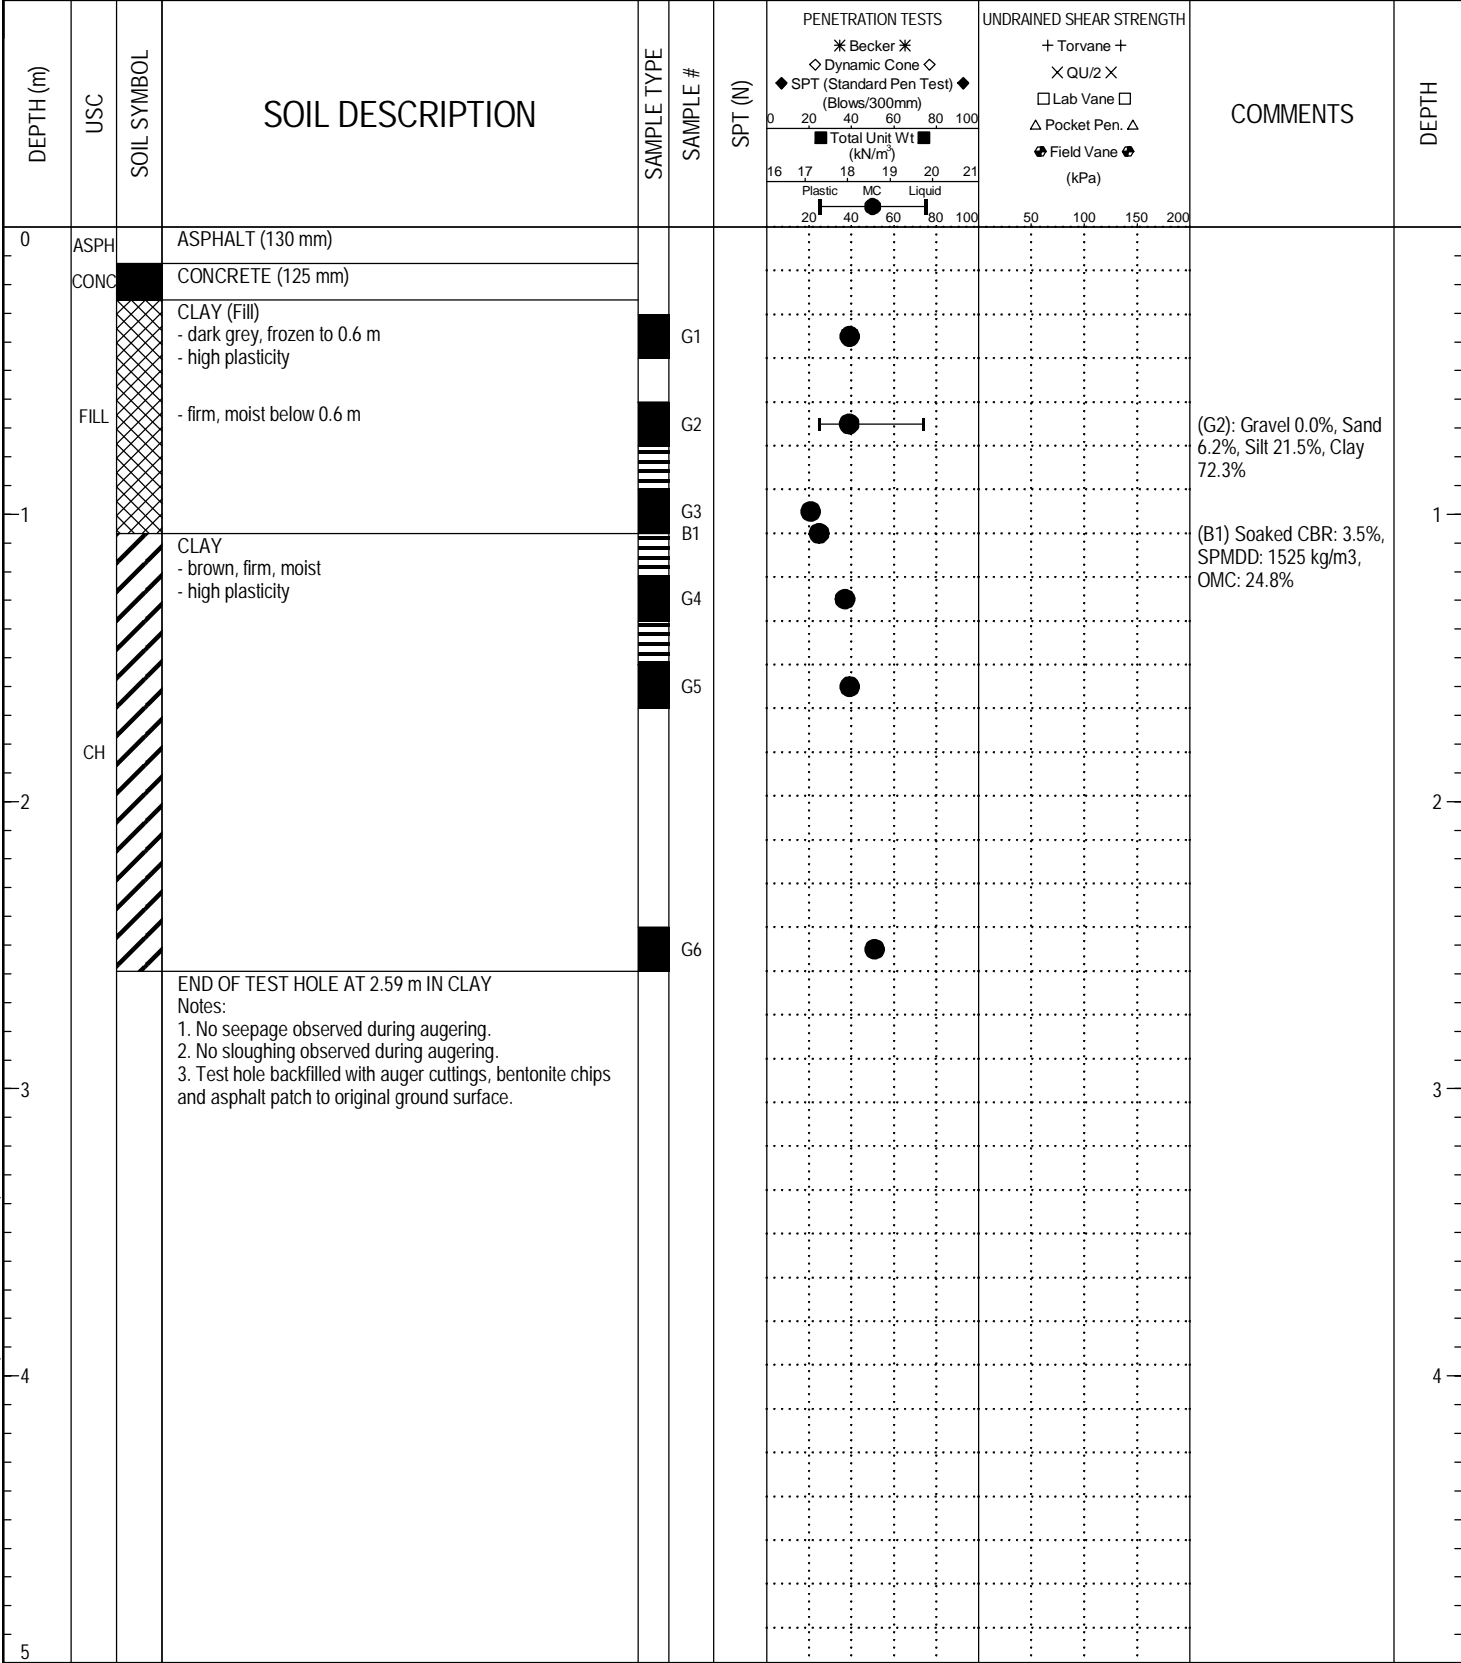 DEPTH (m)
USC
SOIL SYMBOL
SOIL DESCRIPTION
SAMPLE TYPE
SAMPLE #
SPT (N)
PENETRATION TESTS
✳ Becker ✳
◇ Dynamic Cone ◇
◆ SPT (Standard Pen Test) ◆
(Blows/300mm)
0 20 40 60 80 100
■ Total Unit Wt ■
(kN/m³)
16 17 18 19 20 21
Plastic MC Liquid
20 40 60 80 100
UNDRAINED SHEAR STRENGTH
+ Torvane +
× QU/2 ×
□ Lab Vane □
△ Pocket Pen. △
Field Vane
(kPa)
50 100 150 200
COMMENTS
DEPTH
0
ASPH
ASPHALT (130 mm)
CONC
CONCRETE (125 mm)
CLAY (Fill)
- dark grey, frozen to 0.6 m
- high plasticity
G1
FILL
- firm, moist below 0.6 m
G2
(G2): Gravel 0.0%, Sand
6.2%, Silt 21.5%, Clay
72.3%
1
G3
1
B1
(B1) Soaked CBR: 3.5%,
SPMDD: 1525 kg/m3,
OMC: 24.8%
CLAY
- brown, firm, moist
- high plasticity
G4
G5
CH
2
2
G6
END OF TEST HOLE AT 2.59 m IN CLAY
Notes:
1. No seepage observed during augering.
2. No sloughing observed during augering.
3. Test hole backfilled with auger cuttings, bentonite chips
and asphalt patch to original ground surface.
3
3
4
4
5